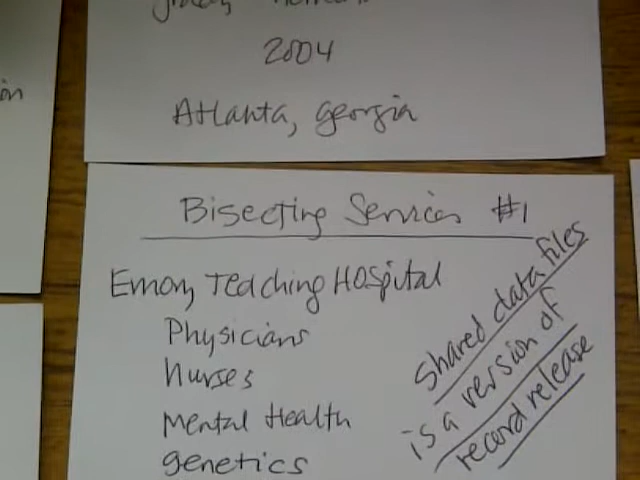 2004
Atlanta, georgia
Bisecting Services #1
Emory Teaching Hospital
Physicians
Nurses
Mental Health
genetics
Shared data files
is a version of
record release